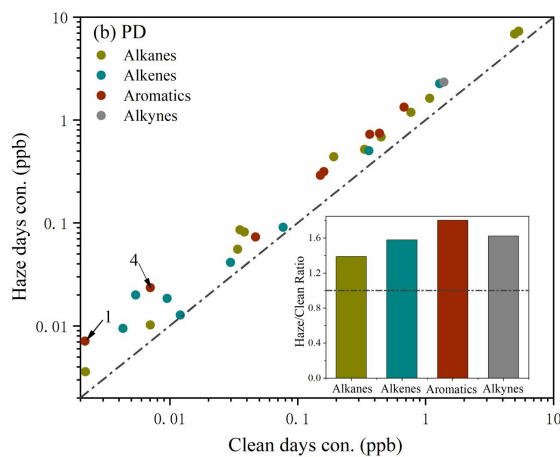 (b) PD
Alkanes
Alkenes
Aromatics
Alkynes
Haze days con. (ppb)
10
1
0.1
0.01
4
1
Haze/Clean Ratio
1.6
1.2
0.8
0.4
0.0
Alkanes Alkenes Aromatics Alkynes
0.01 0.1 1 10
Clean days con. (ppb)